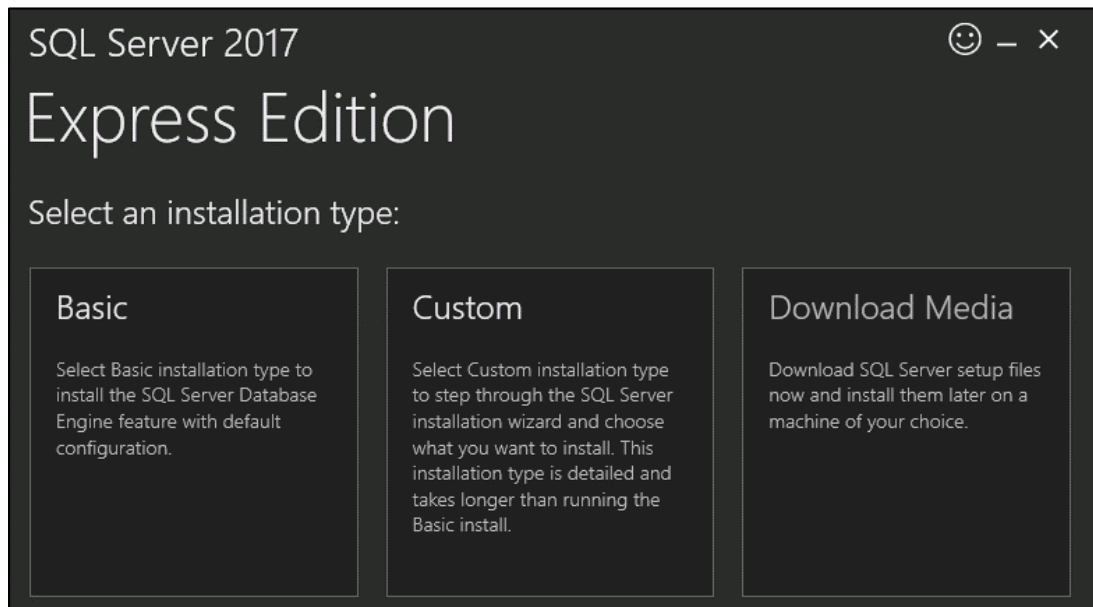 SQL Server 2017
Express Edition
Select an installation type:
Basic
Select Basic installation type to
install the SQL Server Database
Engine feature with default
configuration.
Custom
Select Custom installation type
to step through the SQL Server
installation wizard and choose
what you want to install. This
installation type is detailed and
takes longer than running the
Basic install.
Download Media
Download SQL Server setup files
now and install them later on a
machine of your choice.